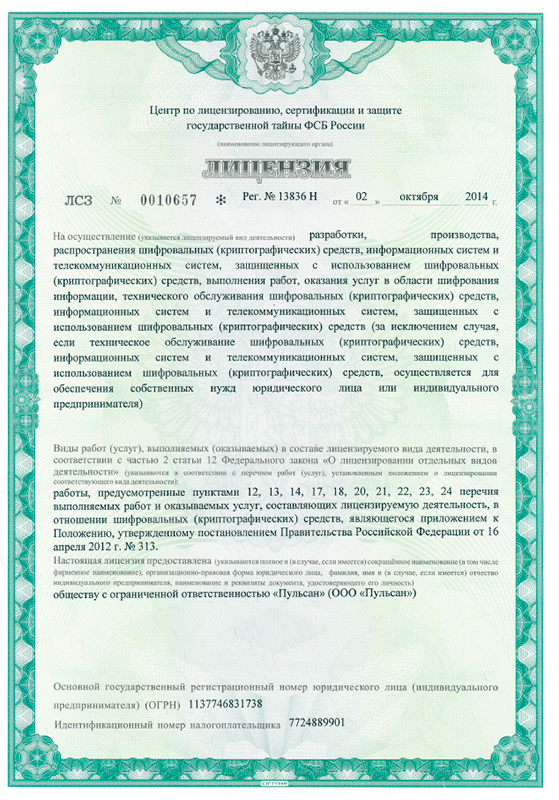 Центр по лицензированию, сертификации и защите
государственной тайны ФСБ России
(наименование лицензирующего органа)
ЛИЦЕНЗИЯ
ЛСЗ № 0010657 * Рег. № 13836 Н от « 02 » октября 2014 г.
На осуществление (указывается лицензируемый вид деятельности) разработки, производства,
распространения шифровальных (криптографических) средств, информационных систем и
телекоммуникационных систем, защищенных с использованием шифровальных
(криптографических) средств, выполнения работ, оказания услуг в области шифрования
информации, технического обслуживания шифровальных (криптографических) средств,
информационных систем и телекоммуникационных систем, защищенных с
использованием шифровальных (криптографических) средств (за исключением случая,
если техническое обслуживание шифровальных (криптографических) средств,
информационных систем и телекоммуникационных систем, защищенных с
использованием шифровальных (криптографических) средств, осуществляется для
обеспечения собственных нужд юридического лица или индивидуального
предпринимателя)
Виды работ (услуг), выполняемых (оказываемых) в составе лицензируемого вида деятельности, в
соответствии с частью 2 статьи 12 Федерального закона «О лицензировании отдельных видов
деятельности» (указывается в соответствии с перечнем работ (услуг), установленным положением о лицензировании
соответствующего вида деятельности):
работы, предусмотренные пунктами 12, 13, 14, 17, 18, 20, 21, 22, 23, 24 перечня
выполняемых работ и оказываемых услуг, составляющих лицензируемую деятельность, в
отношении шифровальных (криптографических) средств, являющегося приложением к
Положению, утвержденному постановлением Правительства Российской Федерации от 16
апреля 2012 г. № 313.
Настоящая лицензия предоставлена (указываются полное и (в случае, если имеется) сокращённое наименование (в том числе
фирменное наименование), организационно-правовая форма юридического лица, фамилия, имя и (в случае, если имеется) отчество
индивидуального предпринимателя, наименование и реквизиты документа, удостоверяющего его личность)
обществу с ограниченной ответственностью «Пульсан» (ООО «Пульсан»)
Основной государственный регистрационный номер юридического лица (индивидуального
предпринимателя) (ОГРН) 1137746831738
Идентификационный номер налогоплательщика 7724889901